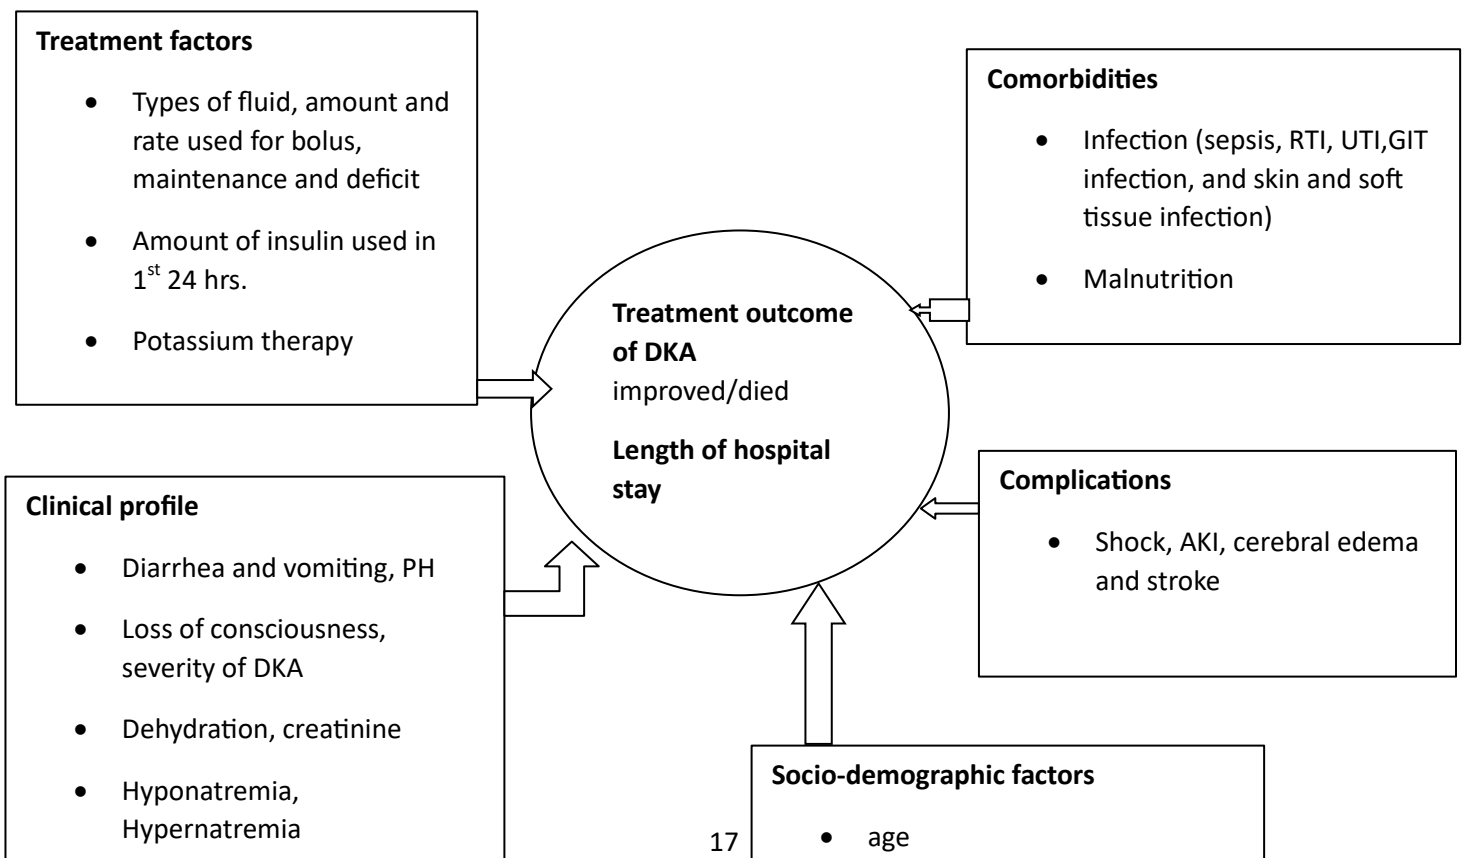 Treatment factors
• Types of fluid, amount and
rate used for bolus,
maintenance and deficit
• Amount of insulin used in
1st 24 hrs.
• Potassium therapy
Comorbidities
• Infection (sepsis, RTI, UTI,GIT
infection, and skin and soft
tissue infection)
• Malnutrition
Treatment outcome
of DKA
improved/died
Length of hospital
stay
Clinical profile
• Diarrhea and vomiting, PH
• Loss of consciousness,
severity of DKA
• Dehydration, creatinine
• Hyponatremia,
Hypernatremia
Complications
• Shock, AKI, cerebral edema
and stroke
Socio-demographic factors
• age
17